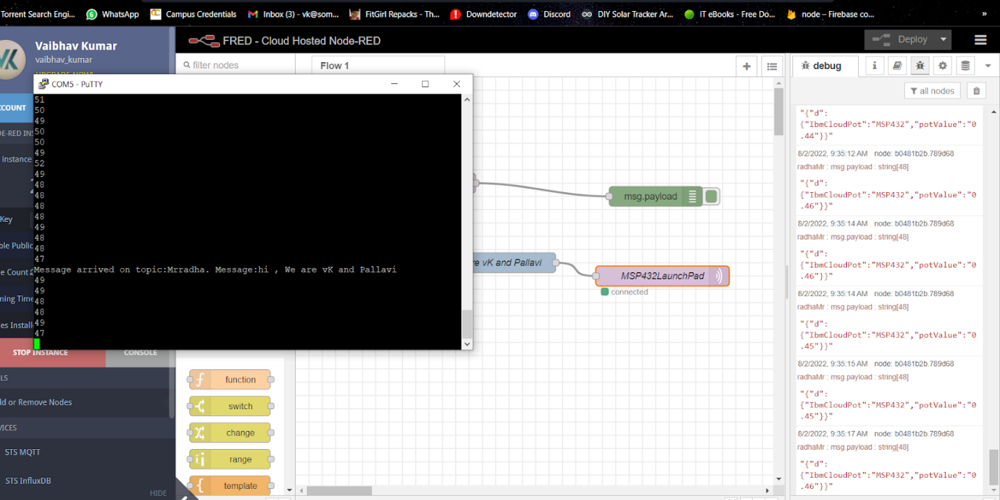 Torrent Search Engi...
WhatsApp
Campus Credentials
Inbox (3) - vk@som...
FitGirl Repacks - Th...
Downdetector
Discord
DIY Solar Tracker Ar...
IT eBooks - Free Do...
node – Firebase co...
»
Vaibhav Kumar
vaibhav_kumar
UPGRADE NOW!
CCOUNT
DE-RED INS
instance
Key
ble Public
e Count
ning Time
es Install
STOP INSTANCE
CONSOLE
LS
dd or Remove Nodes
VICES
STS MQTT
STS InfluxDB
HIDE
FRED - Cloud Hosted Node-RED
Deploy
filter nodes
Flow 1
COM5 - PuTTY
51
50
49
50
50
49
52
49
48
48
48
48
49
48
48
47
Message arrived on topic:Mrradha. Message:hi , We are vK and Pallavi
49
49
48
48
49
47
function
switch
change
range
template
msg.payload
re vK and Pallavi
MSP432LaunchPad
connected
debug
all nodes
"{"d":
{"IbmCloudPot":"MSP432","potValue":"0
.44"}}"
8/2/2022, 9:35:12 AM node: b0481b2b.789d68
radhaMr : msg.payload : string[48]
"{"d":
{"IbmCloudPot":"MSP432","potValue":"0
.46"}}"
8/2/2022, 9:35:14 AM node: b0481b2b.789d68
radhaMr : msg.payload : string[48]
"{"d":
{"IbmCloudPot":"MSP432","potValue":"0
.46"}}"
8/2/2022, 9:35:14 AM node: b0481b2b.789d68
radhaMr : msg.payload : string[48]
"{"d":
{"IbmCloudPot":"MSP432","potValue":"0
.45"}}"
8/2/2022, 9:35:15 AM node: b0481b2b.789d68
radhaMr : msg.payload : string[48]
"{"d":
{"IbmCloudPot":"MSP432","potValue":"0
.45"}}"
8/2/2022, 9:35:17 AM node: b0481b2b.789d68
radhaMr : msg.payload : string[48]
"{"d":
{"IbmCloudPot":"MSP432","potValue":"0
.46"}}"